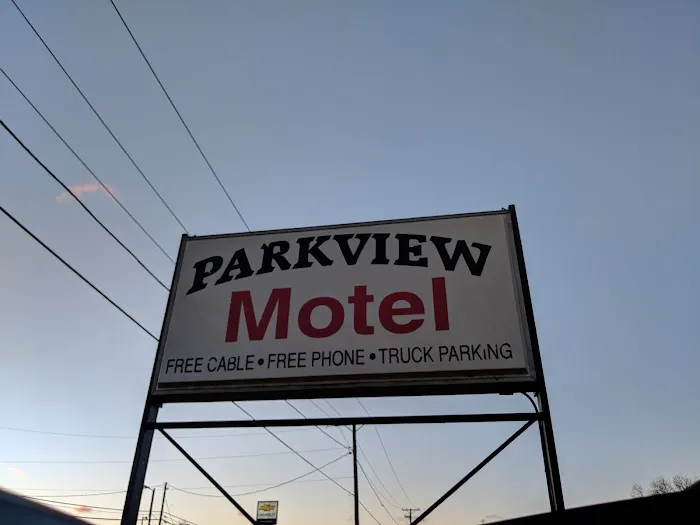 PARKVIEW
Motel
FREE CABLE • FREE PHONE • TRUCK PARKiNG